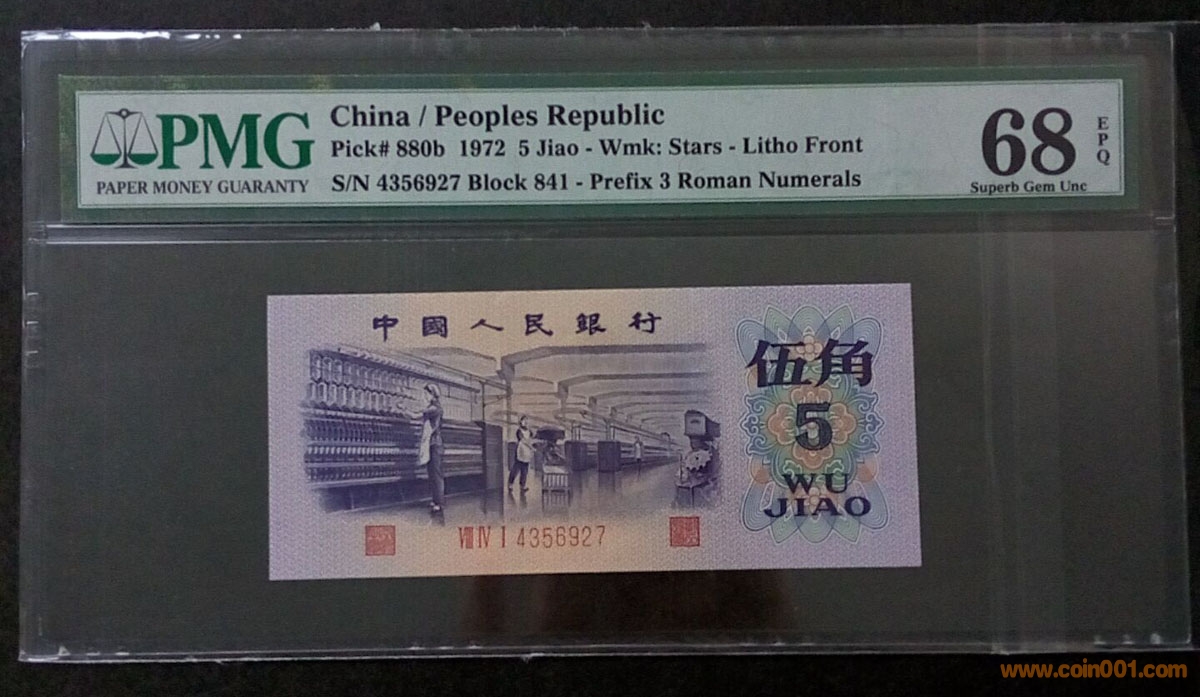 PMG
PAPER MONEY GUARANTY
China / Peoples Republic
Pick# 880b 1972 5 Jiao - Wmk: Stars - Litho Front
S/N 4356927 Block 841 - Prefix 3 Roman Numerals
68
EPQ
Superb Gem Unc
中國人民銀行
伍角
5
WU
JIAO
VIII IV I 4356927
www.coin001.com